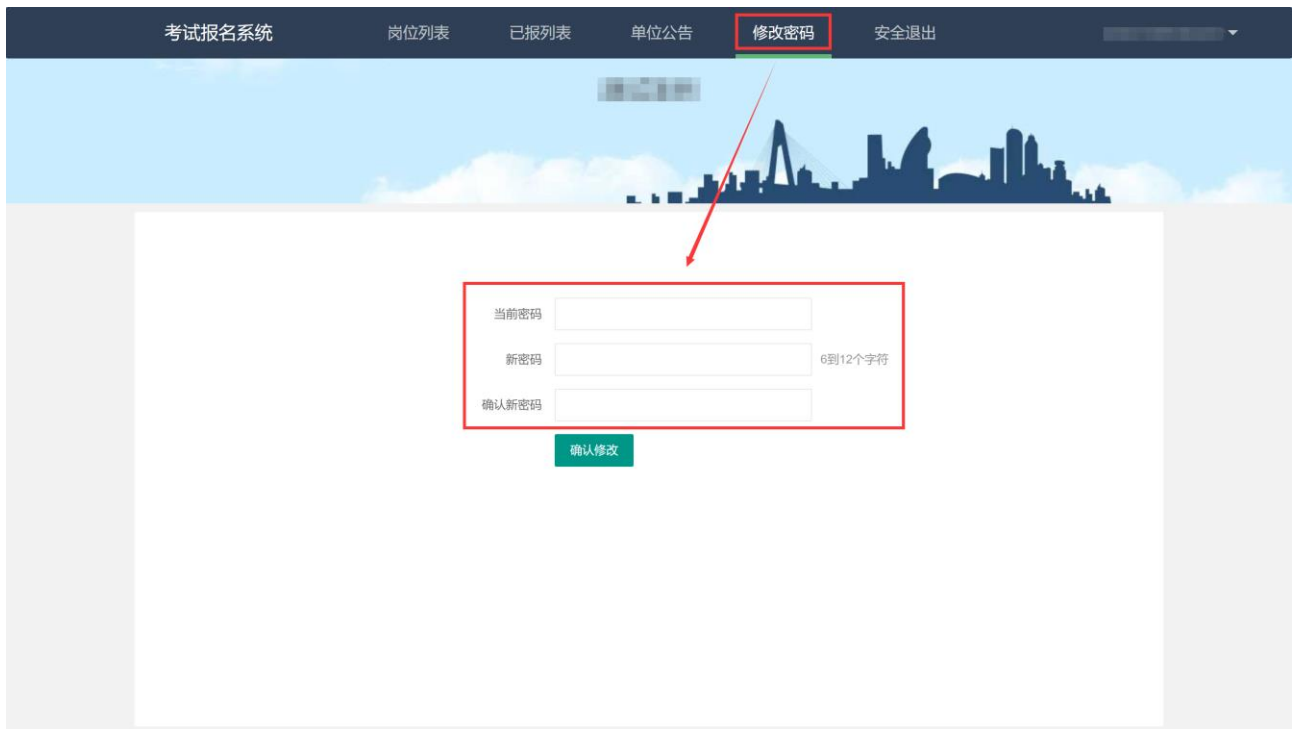 考试报名系统 岗位列表 已报列表 单位公告 修改密码 安全退出
当前密码
新密码 6到12个字符
确认新密码
确认修改